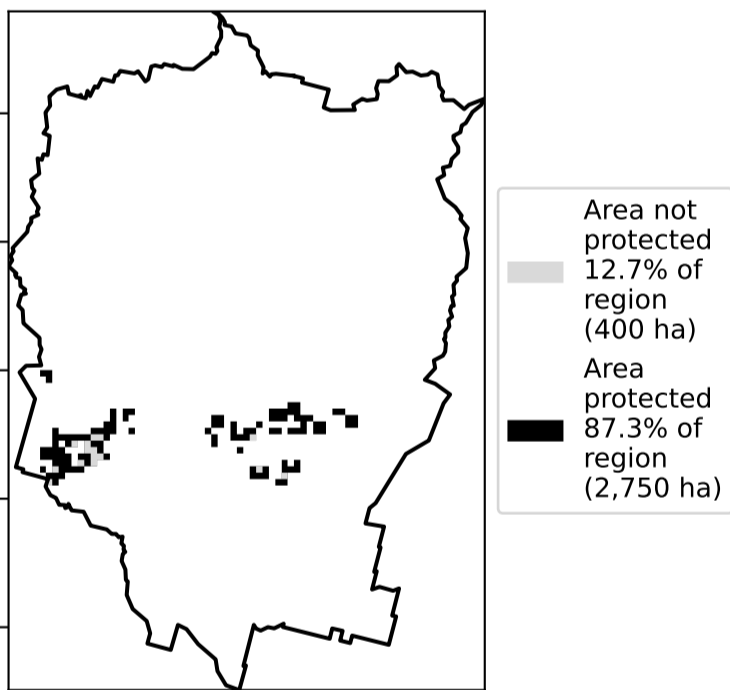 Area not
protected
12.7% of
region
(400 ha)
Area
protected
87.3% of
region
(2,750 ha)